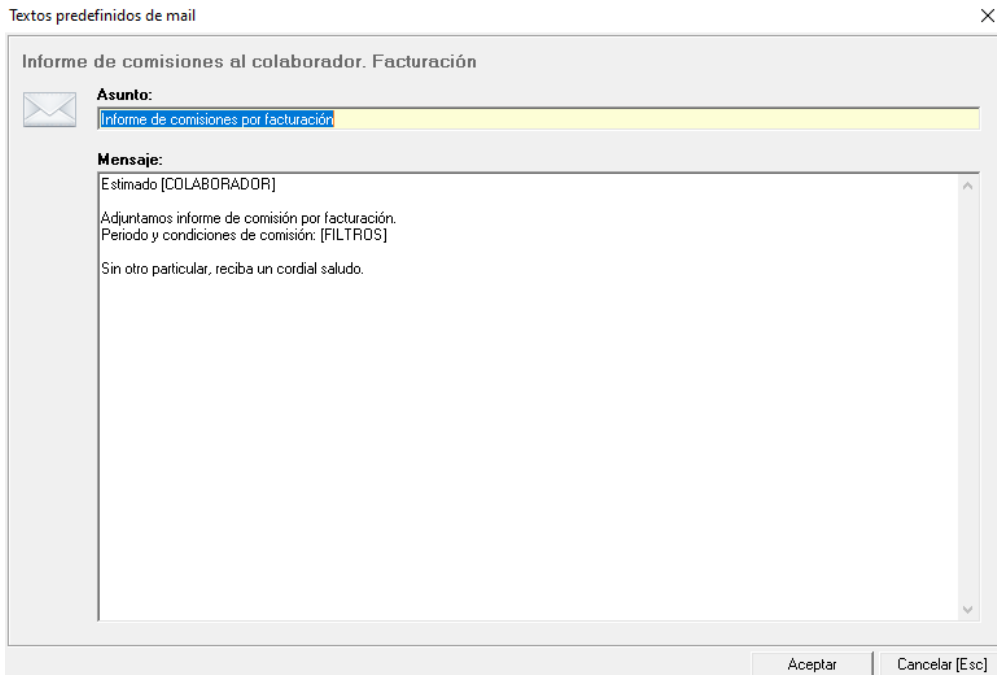 Textos predefinidos de mail
Informe de comisiones al colaborador. Facturación
Asunto:
Informe de comisiones por facturación
Mensaje:
Estimado [COLABORADOR]
Adjuntamos informe de comisión por facturación.
Periodo y condiciones de comisión: [FILTROS]
Sin otro particular, reciba un cordial saludo.
Aceptar
Cancelar [Esc]